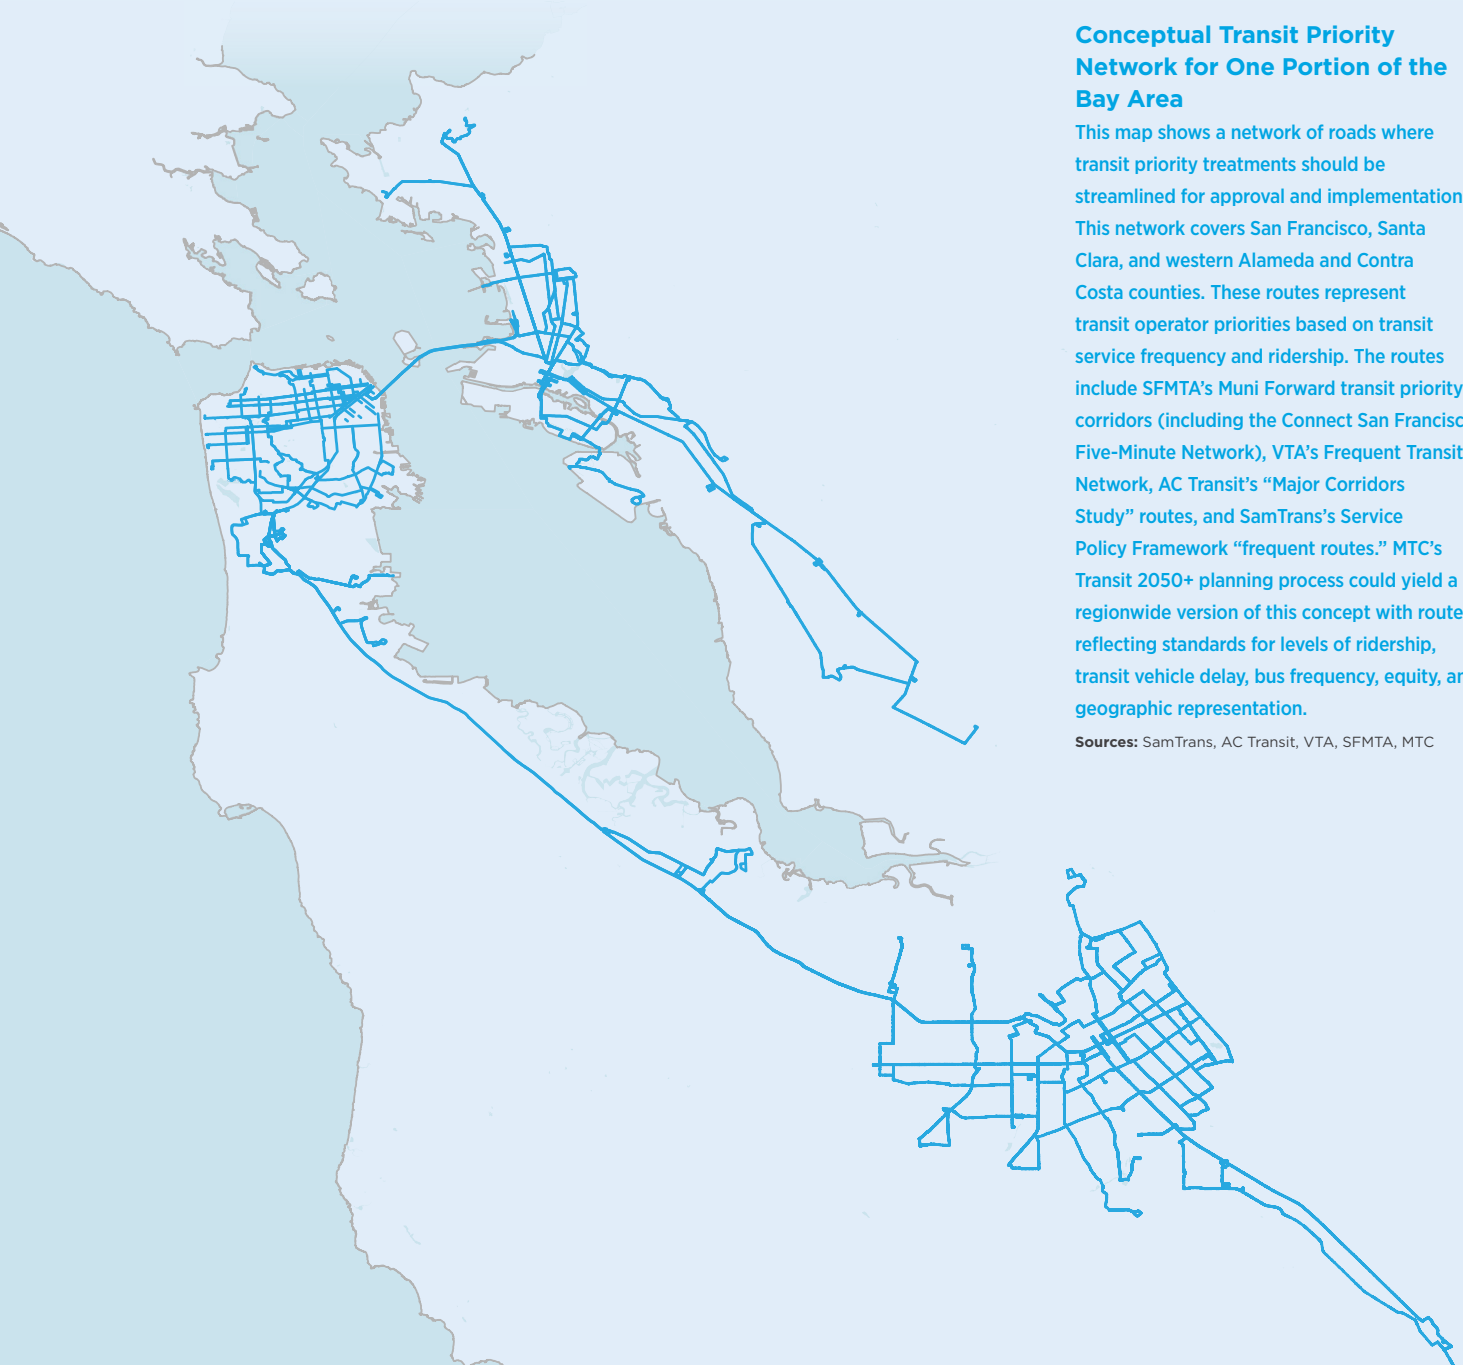 Conceptual Transit Priority
Network for One Portion of the
Bay Area
This map shows a network of roads where
transit priority treatments should be
streamlined for approval and implementation
This network covers San Francisco, Santa
Clara, and western Alameda and Contra
Costa counties. These routes represent
transit operator priorities based on transit
service frequency and ridership. The routes
include SFMTA’s Muni Forward transit priority
corridors (including the Connect San Francisc
Five-Minute Network), VTA’s Frequent Transit
Network, AC Transit’s “Major Corridors
Study” routes, and SamTrans’s Service
Policy Framework “frequent routes.” MTC’s
Transit 2050+ planning process could yield a
regionwide version of this concept with route
reflecting standards for levels of ridership,
transit vehicle delay, bus frequency, equity, a
geographic representation.
Sources: SamTrans, AC Transit, VTA, SFMTA, MTC